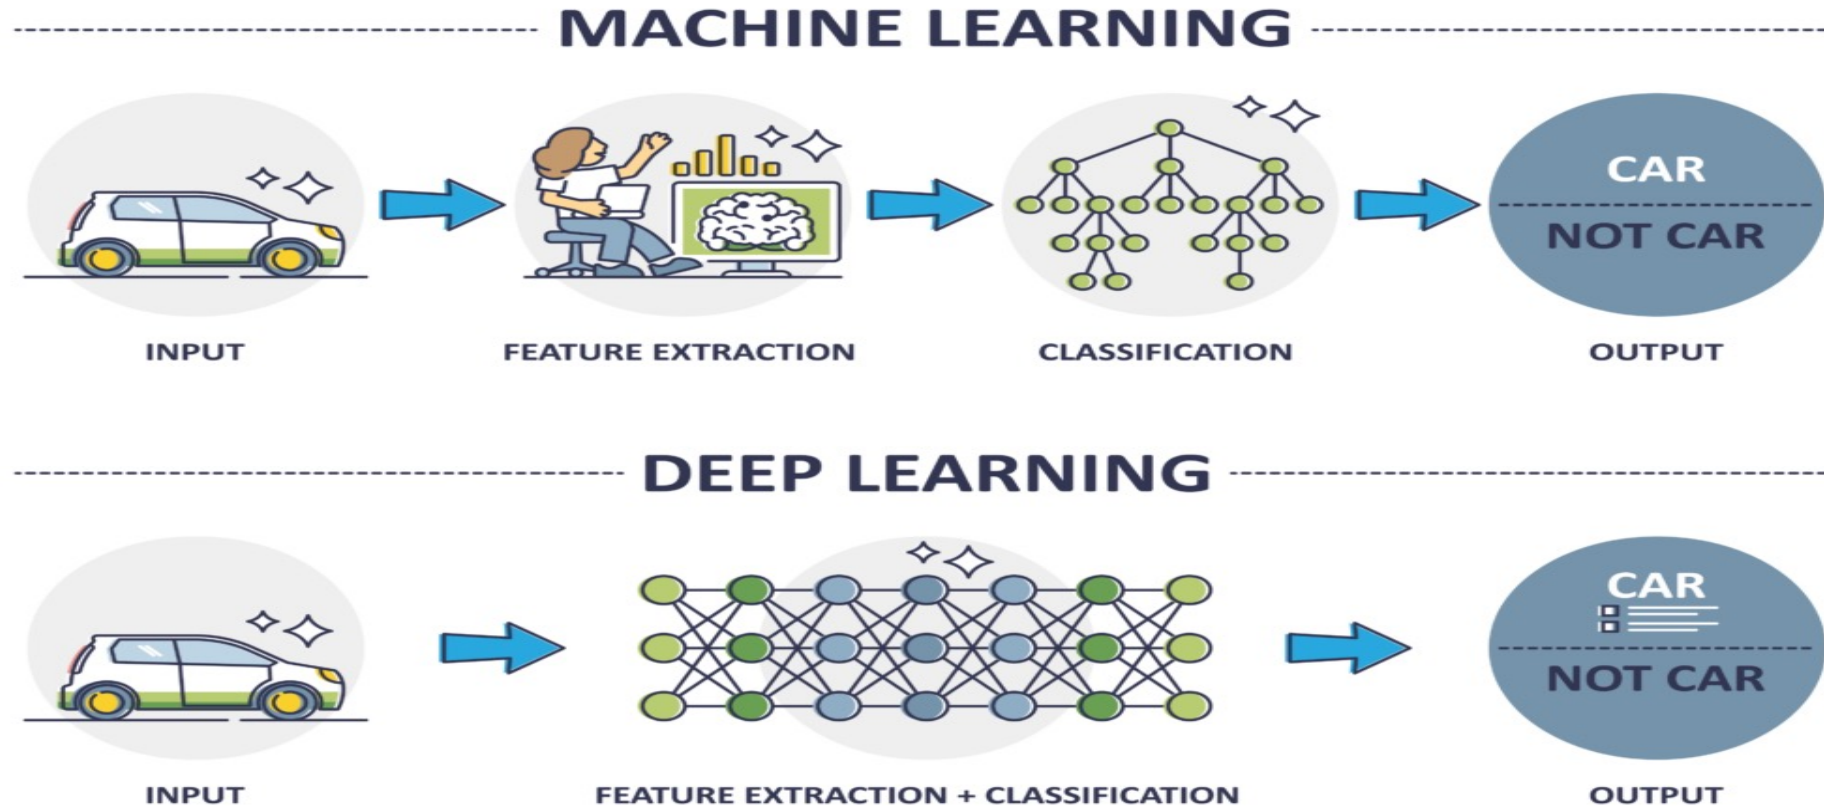 MACHINE LEARNING
CAR
NOT CAR
INPUT
FEATURE EXTRACTION
CLASSIFICATION
OUTPUT
DEEP LEARNING
CAR
NOT CAR
INPUT
FEATURE EXTRACTION + CLASSIFICATION
OUTPUT